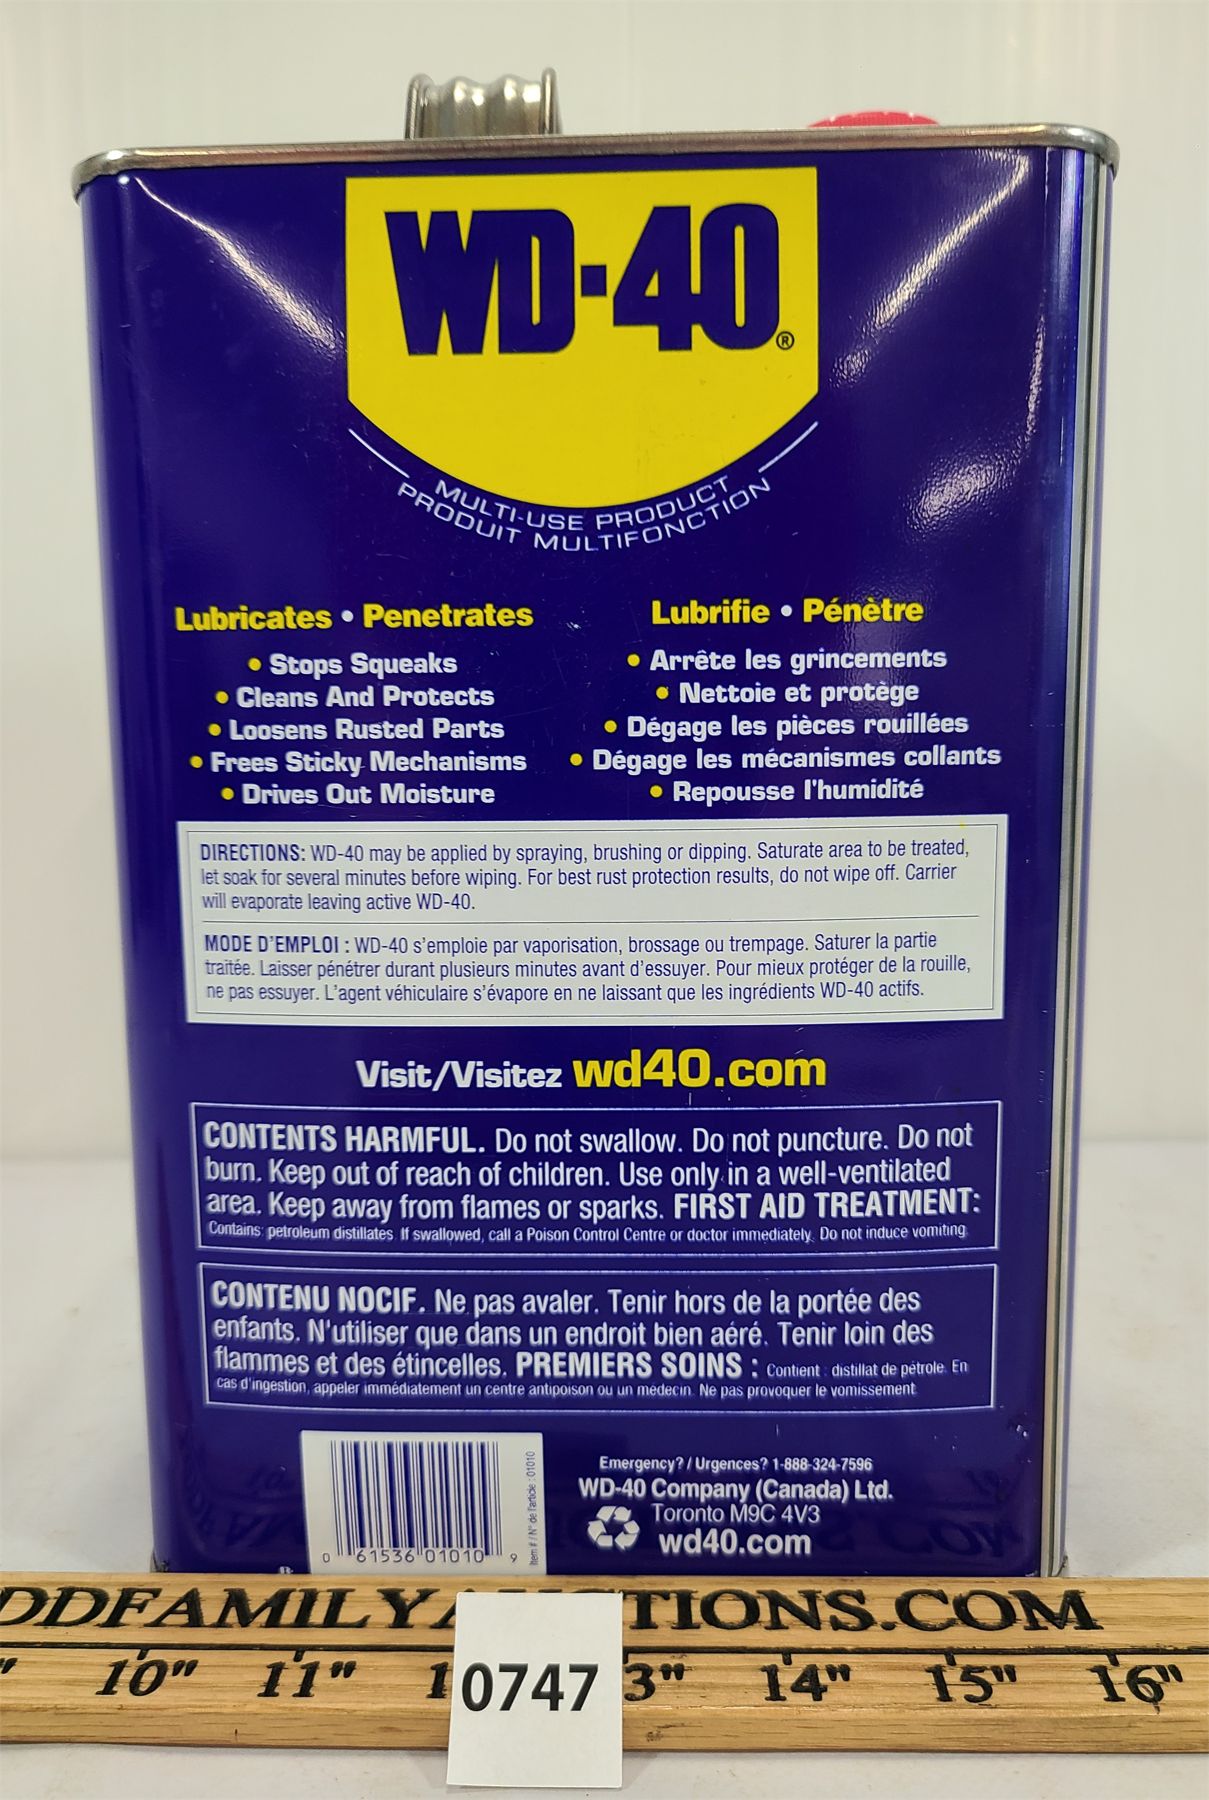 WD-40®
MULTI-USE PRODUCT
PRODUIT MULTIFONCTION
Lubricates • Penetrates
• Stops Squeaks
• Cleans And Protects
• Loosens Rusted Parts
• Frees Sticky Mechanisms
• Drives Out Moisture
Lubrifie • Pénètre
• Arrête les grincements
• Nettoie et protège
• Dégage les pièces rouillées
• Dégage les mécanismes collants
• Repousse l'humidité
DIRECTIONS: WD-40 may be applied by spraying, brushing or dipping. Saturate area to be treated,
let soak for several minutes before wiping. For best rust protection results, do not wipe off. Carrier
will evaporate leaving active WD-40.
MODE D'EMPLOI : WD-40 s'emploie par vaporisation, brossage ou trempage. Saturer la partie
traitée. Laisser pénétrer durant plusieurs minutes avant d'essuyer. Pour mieux protéger de la rouille,
ne pas essuyer. L'agent véhiculaire s'évapore en ne laissant que les ingrédients WD-40 actifs.
Visit/Visitez wd40.com
CONTENTS HARMFUL. Do not swallow. Do not puncture. Do not
burn. Keep out of reach of children. Use only in a well-ventilated
area. Keep away from flames or sparks. FIRST AID TREATMENT:
Contains: petroleum distillates. If swallowed, call a Poison Control Centre or doctor immediately. Do not induce vomiting.
CONTENU NOCIF. Ne pas avaler. Tenir hors de la portée des
enfants. N'utiliser que dans un endroit bien aéré. Tenir loin des
flammes et des étincelles. PREMIERS SOINS : Contient : distillat de pétrole. En
cas d'ingestion, appeler immédiatement un centre antipoison ou un médecin. Ne pas provoquer le vomissement.
0 61536 01010 9
Item # / N° de l'article : 01010
Emergency? / Urgences? 1-888-324-7596
WD-40 Company (Canada) Ltd.
Toronto M9C 4V3
wd40.com
DDFAMILYA TIONS.COM
10" 11" 1 3" 14" 15" 16"
0747